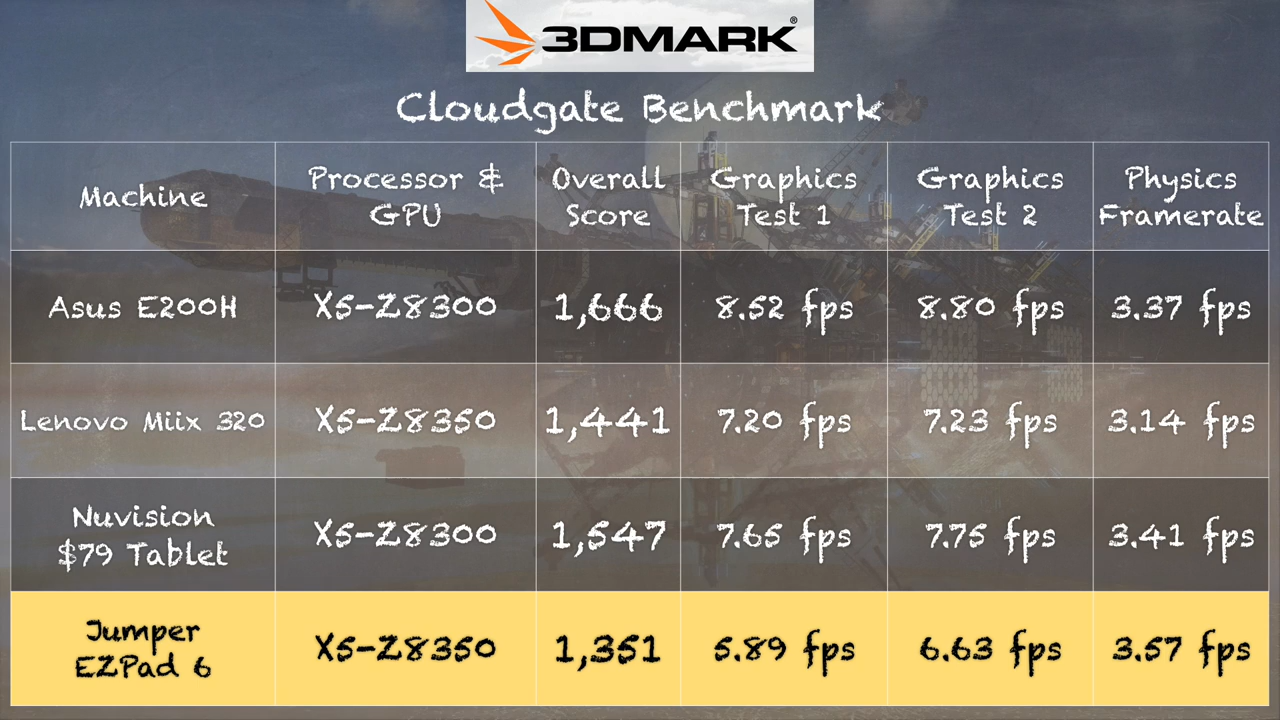 3DMARK®
Cloudgate Benchmark
Machine
Processor &
GPU
Overall
Score
Graphics
Test 1
Graphics
Test 2
Physics
Framerate
Asus E200H
X5-Z8300
1,666
8.52 fps
8.80 fps
3.37 fps
Lenovo Miix 320
X5-Z8350
1,441
7.20 fps
7.23 fps
3.14 fps
Nuvision
$79 Tablet
X5-Z8300
1,547
7.65 fps
7.75 fps
3.41 fps
Jumper
EZPad 6
X5-Z8350
1,351
5.89 fps
6.63 fps
3.57 fps